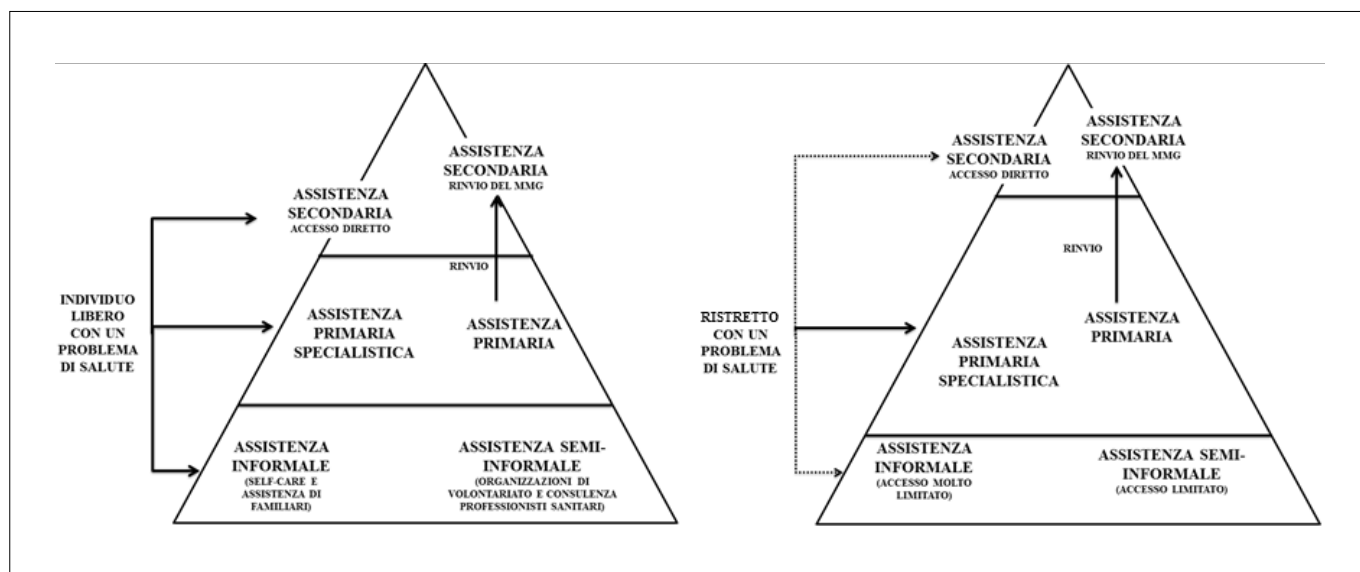 INDIVIDUO
LIBERO
CON UN
PROBLEMA
DI SALUTE
ASSISTENZA
SECONDARIA
RINVIO DEL MMG
ASSISTENZA
SECONDARIA
ACCESSO DIRETTO
RINVIO
ASSISTENZA
PRIMARIA
SPECIALISTICA
ASSISTENZA
PRIMARIA
ASSISTENZA
INFORMALE
(SELF-CARE E
ASSISTENZA DI
FAMILIARI)
ASSISTENZA SEMI-
INFORMALE
(ORGANIZZAZIONI DI
VOLONTARIATO E CONSULENZA
PROFESSIONISTI SANITARI)
RISTRETTO
CON UN
PROBLEMA
DI SALUTE
ASSISTENZA
SECONDARIA
ACCESSO DIRETTO
ASSISTENZA
SECONDARIA
RINVIO DEL MMG
RINVIO
ASSISTENZA
PRIMARIA
SPECIALISTICA
ASSISTENZA
PRIMARIA
ASSISTENZA
INFORMALE
(ACCESSO MOLTO
LIMITATO)
ASSISTENZA SEMI-
INFORMALE
(ACCESSO LIMITATO)